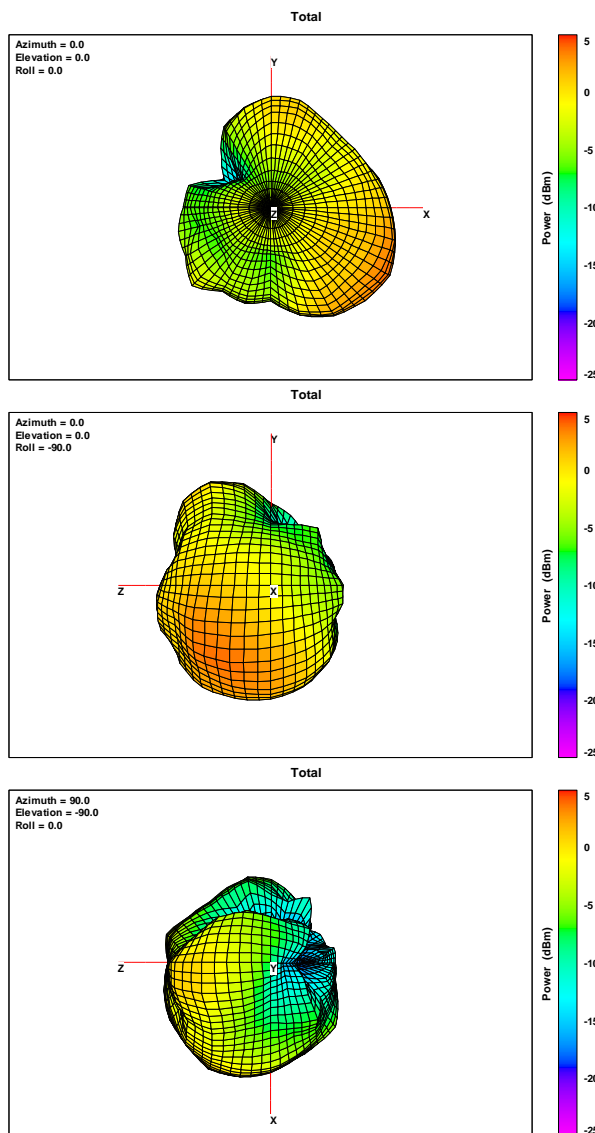 Total
Azimuth = 0.0
Elevation = 0.0
Roll = 0.0
Y
X
Z
5
0
-5
-10
-15
-20
-25
Power (dBm)
Total
Azimuth = 0.0
Elevation = 0.0
Roll = -90.0
Y
Z
X
5
0
-5
-10
-15
-20
-25
Power (dBm)
Total
Azimuth = 90.0
Elevation = -90.0
Roll = 0.0
Z
Y
X
5
0
-5
-10
-15
-20
-25
Power (dBm)